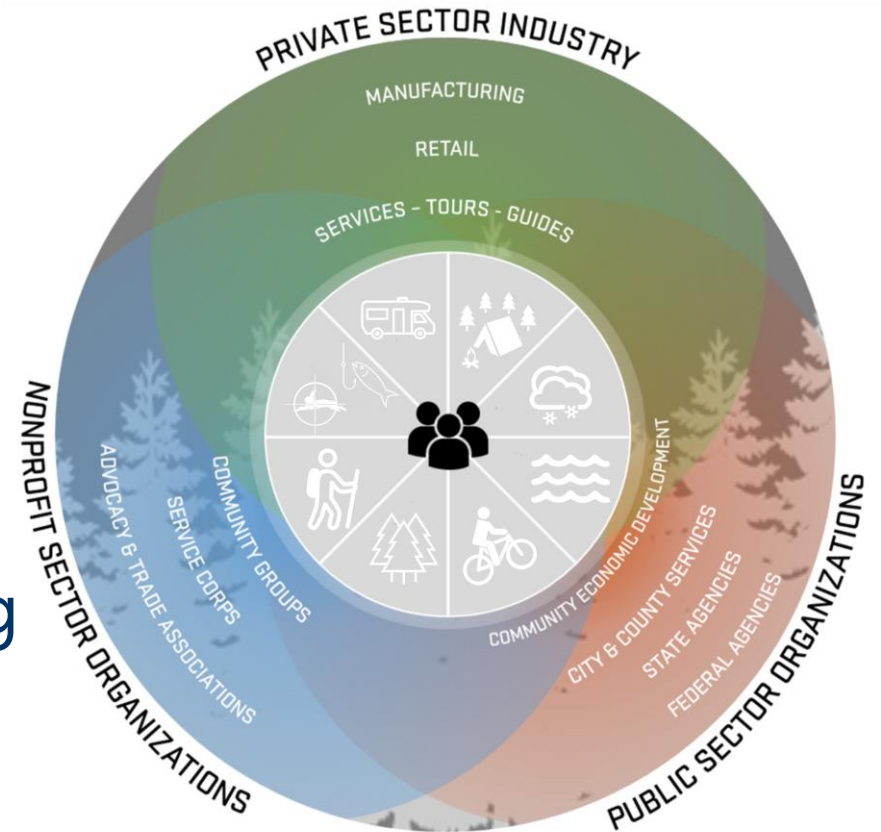 PRIVATE SECTOR INDUSTRY
MANUFACTURING
RETAIL
SERVICES – TOURS - GUIDES
NONPROFIT SECTOR ORGANIZATIONS
ADVOCACY & TRADE ASSOCIATIONS
SERVICE CORPS
COMMUNITY GROUPS
COMMUNITY ECONOMIC DEVELOPMENT
CITY & COUNTY SERVICES
STATE AGENCIES
FEDERAL AGENCIES
PUBLIC SECTOR ORGANIZATIONS
g